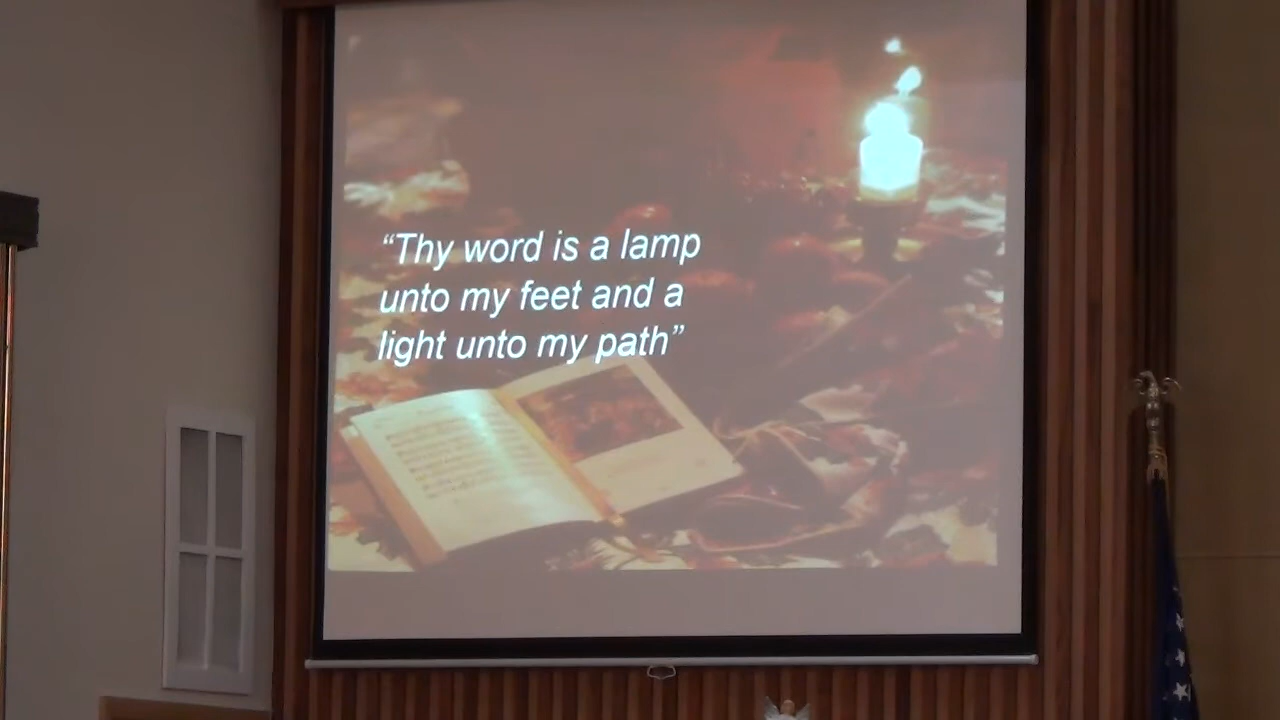 “Thy word is a lamp
unto my feet and a
light unto my path”